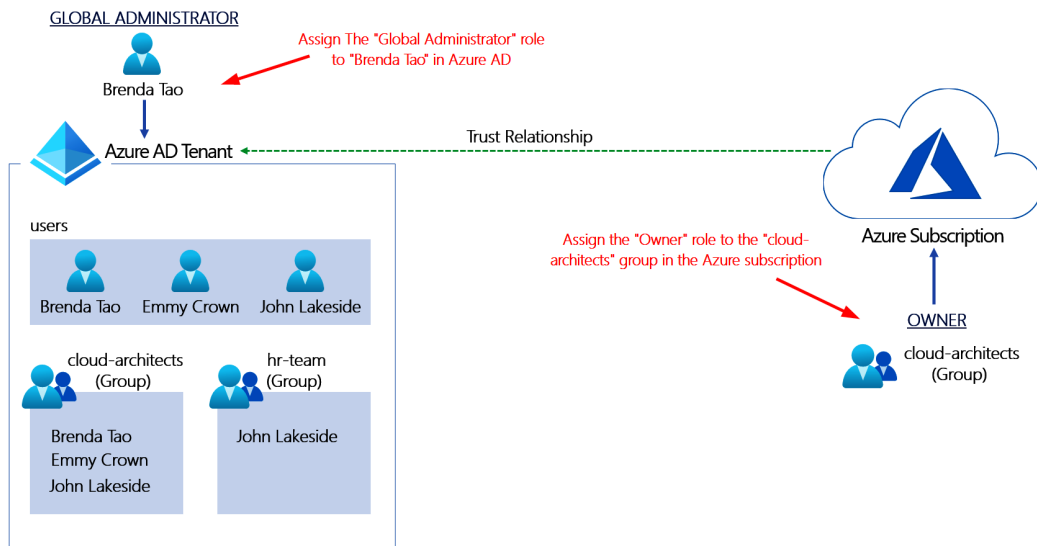 GLOBAL ADMINISTRATOR
Brenda Tao
Assign The "Global Administrator" role
to "Brenda Tao" in Azure AD
Azure AD Tenant
Trust Relationship
Azure Subscription
users
Brenda Tao
Emmy Crown
John Lakeside
Assign the "Owner" role to the "cloud-
architects" group in the Azure subscription
OWNER
cloud-architects
(Group)
cloud-architects
(Group)
Brenda Tao
Emmy Crown
John Lakeside
hr-team
(Group)
John Lakeside